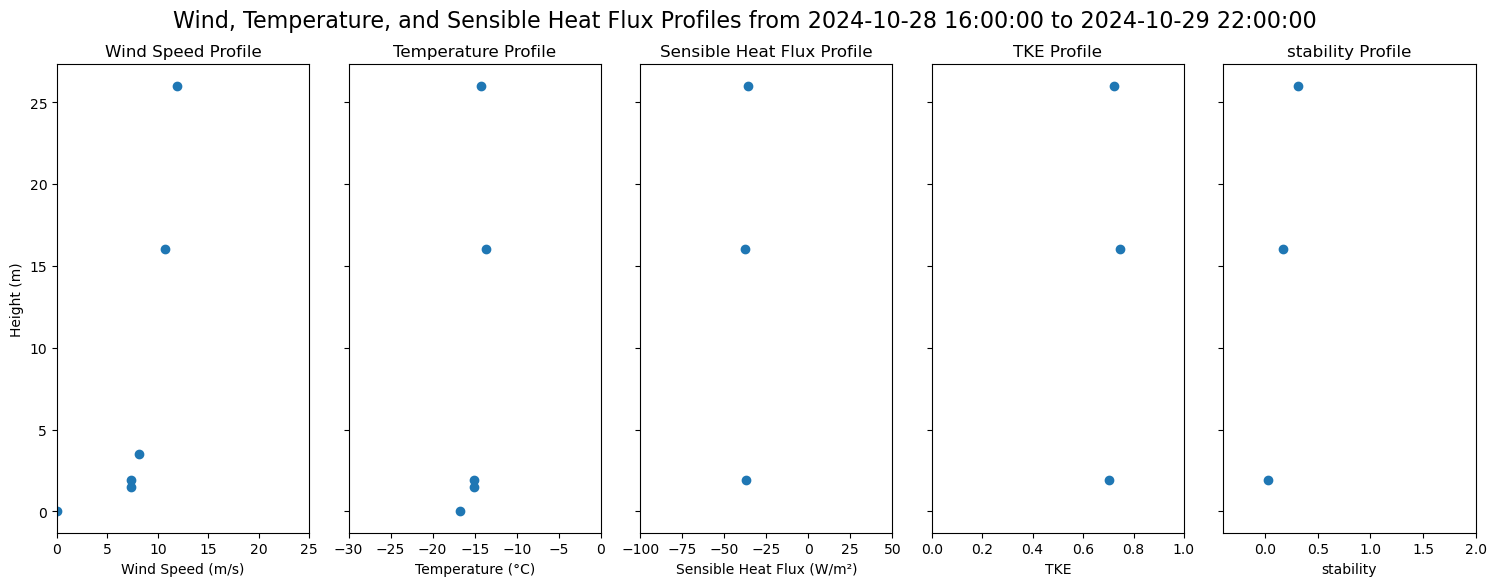 Wind, Temperature, and Sensible Heat Flux Profiles from 2024-10-28 16:00:00 to 2024-10-29 22:00:00
Wind Speed Profile
Temperature Profile
Sensible Heat Flux Profile
TKE Profile
stability Profile
Height (m)
25
20
15
10
5
0
0 5 10 15 20 25
−30 −25 −20 −15 −10 −5 0
−100 −75 −50 −25 0 25 50
0.0 0.2 0.4 0.6 0.8 1.0
0.0 0.5 1.0 1.5 2.0
Wind Speed (m/s)
Temperature (°C)
Sensible Heat Flux (W/m²)
TKE
stability